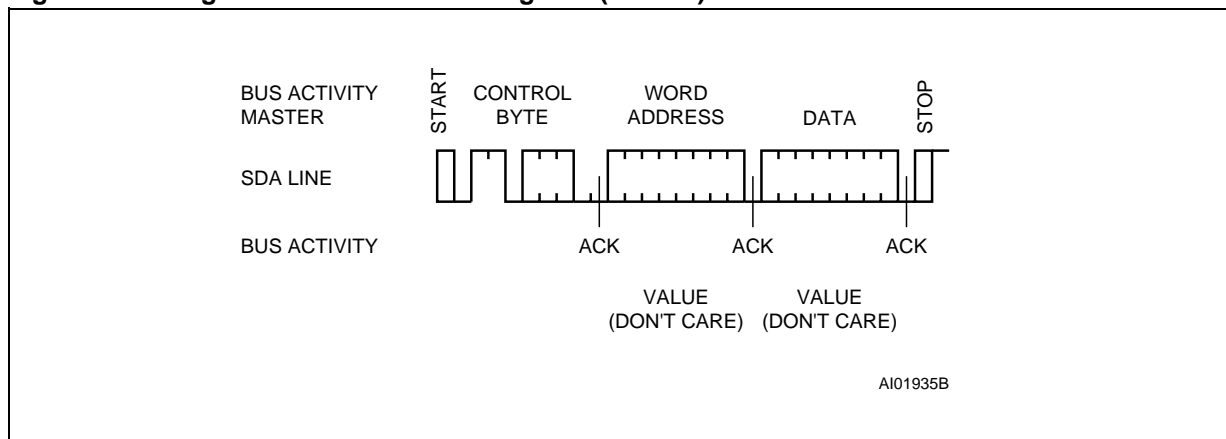 BUS ACTIVITY
MASTER
START
CONTROL
BYTE
WORD
ADDRESS
DATA
STOP
SDA LINE
BUS ACTIVITY
ACK
ACK
ACK
VALUE
(DON'T CARE)
VALUE
(DON'T CARE)
AI01935B